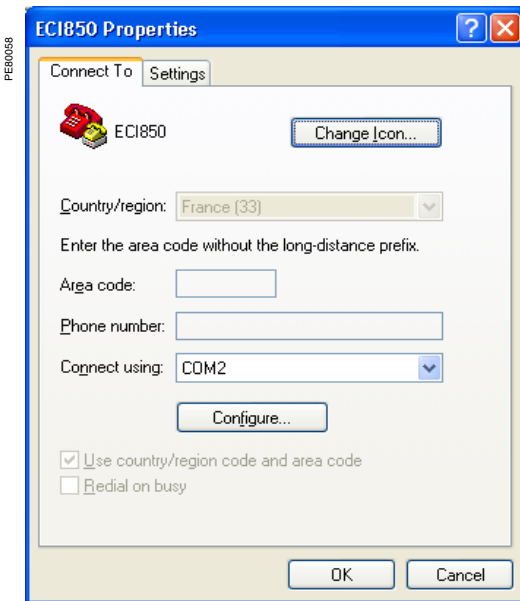 PE80058
ECI850 Properties
Connect To
Settings
ECI850
Change Icon...
Country/region:
France (33)
Enter the area code without the long-distance prefix.
Area code:
Phone number:
Connect using:
COM2
Configure...
Use country/region code and area code
Redial on busy
OK
Cancel